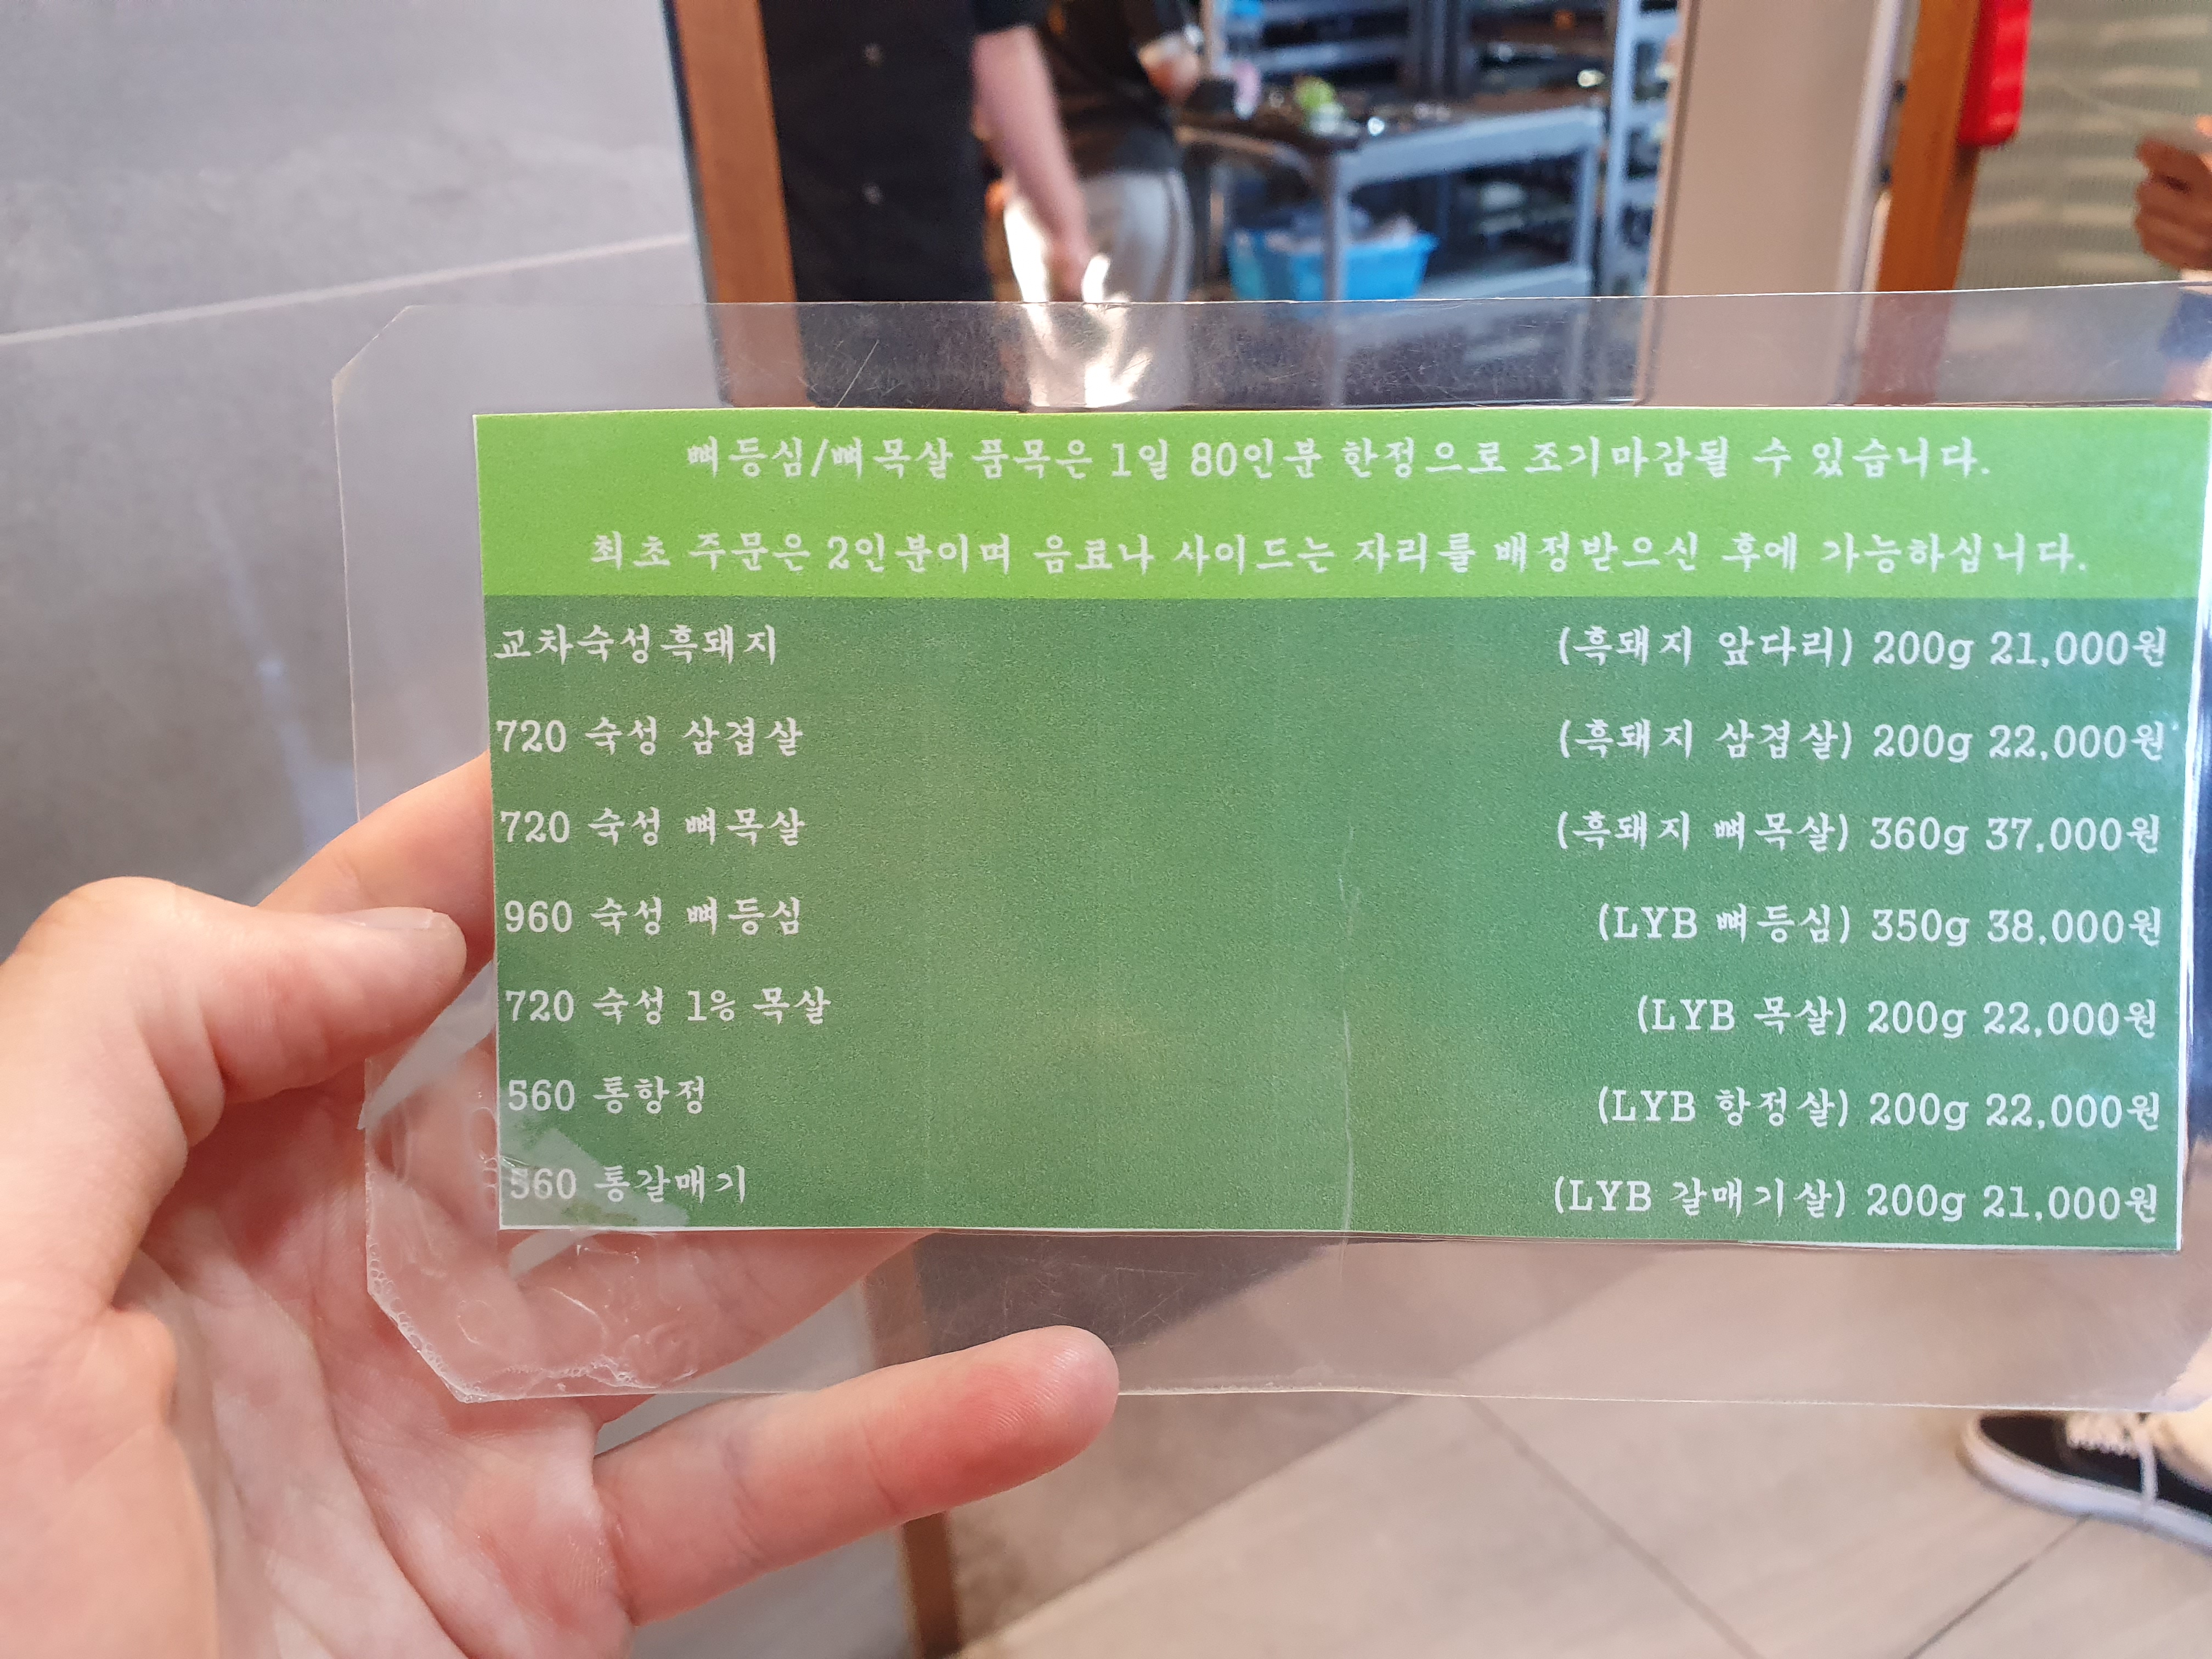 뼈등심/뼈목살 품목은 1일 80인분 한정으로 조기마감될 수 있습니다.
최초 주문은 2인분이며 음료나 사이드는 자리를 배정받으신 후에 가능하십니다.
교차숙성흑돼지 (흑돼지 앞다리) 200g 21,000원
720 숙성 삼겹살 (흑돼지 삼겹살) 200g 22,000원
720 숙성 뼈목살 (흑돼지 뼈목살) 360g 37,000원
960 숙성 뼈등심 (LYB 뼈등심) 350g 38,000원
720 숙성 1% 목살 (LYB 목살) 200g 22,000원
560 통항정 (LYB 항정살) 200g 22,000원
560 통갈매기 (LYB 갈매기살) 200g 21,000원